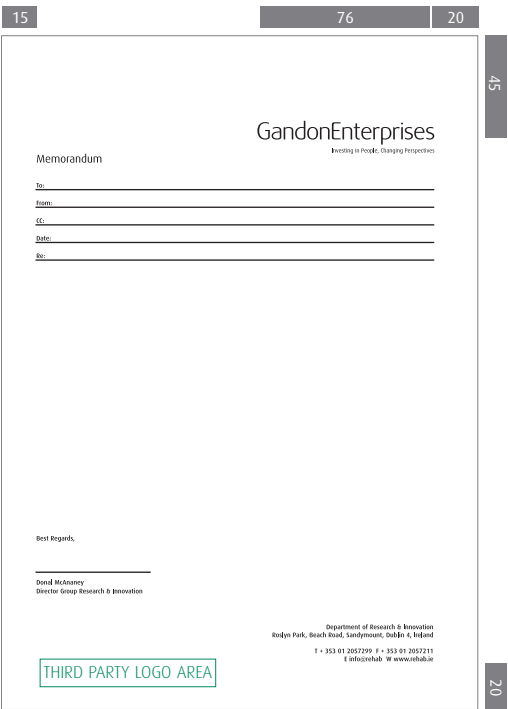 15
76
20
45
GandonEnterprises
Investing in People, Changing Perspectives
Memorandum
To:
From:
CC:
Date:
Re:
Best Regards,
Donal McAnaney
Director Group Research & Innovation
Department of Research & Innovation
Roslyn Park, Beach Road, Sandymount, Dublin 4, Ireland
T + 353 01 2057299 F + 353 01 2057211
E info@rehab W www.rehab.ie
THIRD PARTY LOGO AREA
20